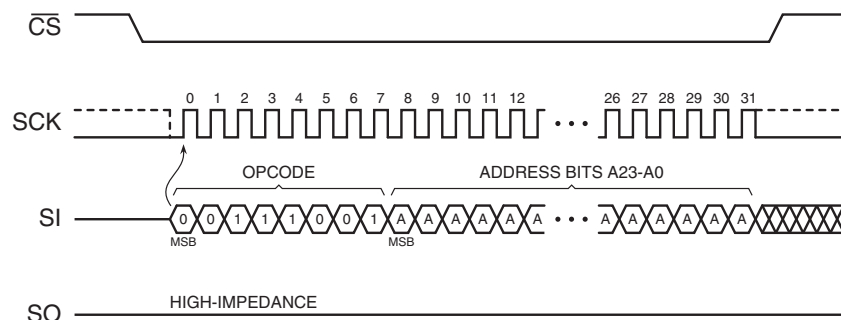 CS
0 1 2 3 4 5 6 7 8 9 10 11 12 26 27 28 29 30 31
SCK
OPCODE ADDRESS BITS A23-A0
SI 0 0 1 1 1 0 0 1 A A A A A A A A A A A A
MSB MSB
HIGH-IMPEDANCE
SO